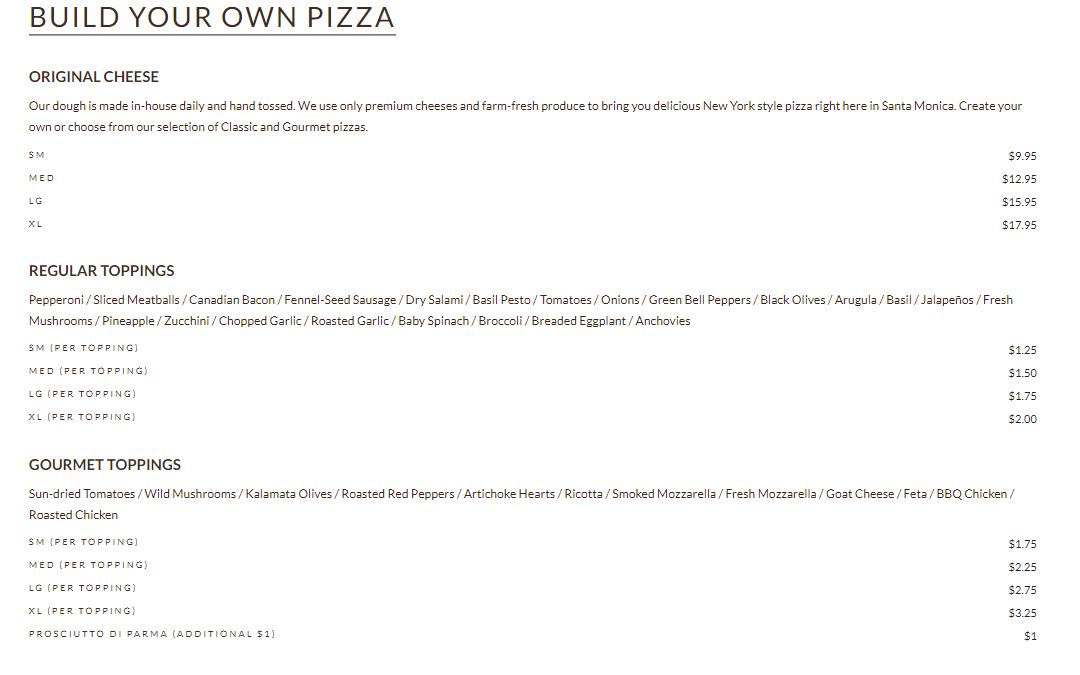 BUILD YOUR OWN PIZZA
ORIGINAL CHEESE
Our dough is made in-house daily and hand tossed. We use only premium cheeses and farm-fresh produce to bring you delicious New York style pizza right here in Santa Monica. Create your
own or choose from our selection of Classic and Gourmet pizzas.
SM $9.95
MED $12.95
LG $15.95
XL $17.95
REGULAR TOPPINGS
Pepperoni / Sliced Meatballs / Canadian Bacon / Fennel-Seed Sausage / Dry Salami / Basil Pesto / Tomatoes / Onions / Green Bell Peppers / Black Olives / Arugula / Basil / Jalapeños / Fresh
Mushrooms / Pineapple / Zucchini / Chopped Garlic / Roasted Garlic / Baby Spinach / Broccoli / Breaded Eggplant / Anchovies
SM (PER TOPPING) $1.25
MED (PER TOPPING) $1.50
LG (PER TOPPING) $1.75
XL (PER TOPPING) $2.00
GOURMET TOPPINGS
Sun-dried Tomatoes / Wild Mushrooms / Kalamata Olives / Roasted Red Peppers / Artichoke Hearts / Ricotta / Smoked Mozzarella / Fresh Mozzarella / Goat Cheese / Feta / BBQ Chicken /
Roasted Chicken
SM (PER TOPPING) $1.75
MED (PER TOPPING) $2.25
LG (PER TOPPING) $2.75
XL (PER TOPPING) $3.25
PROSCIUTTO DI PARMA (ADDITIONAL $1) $1